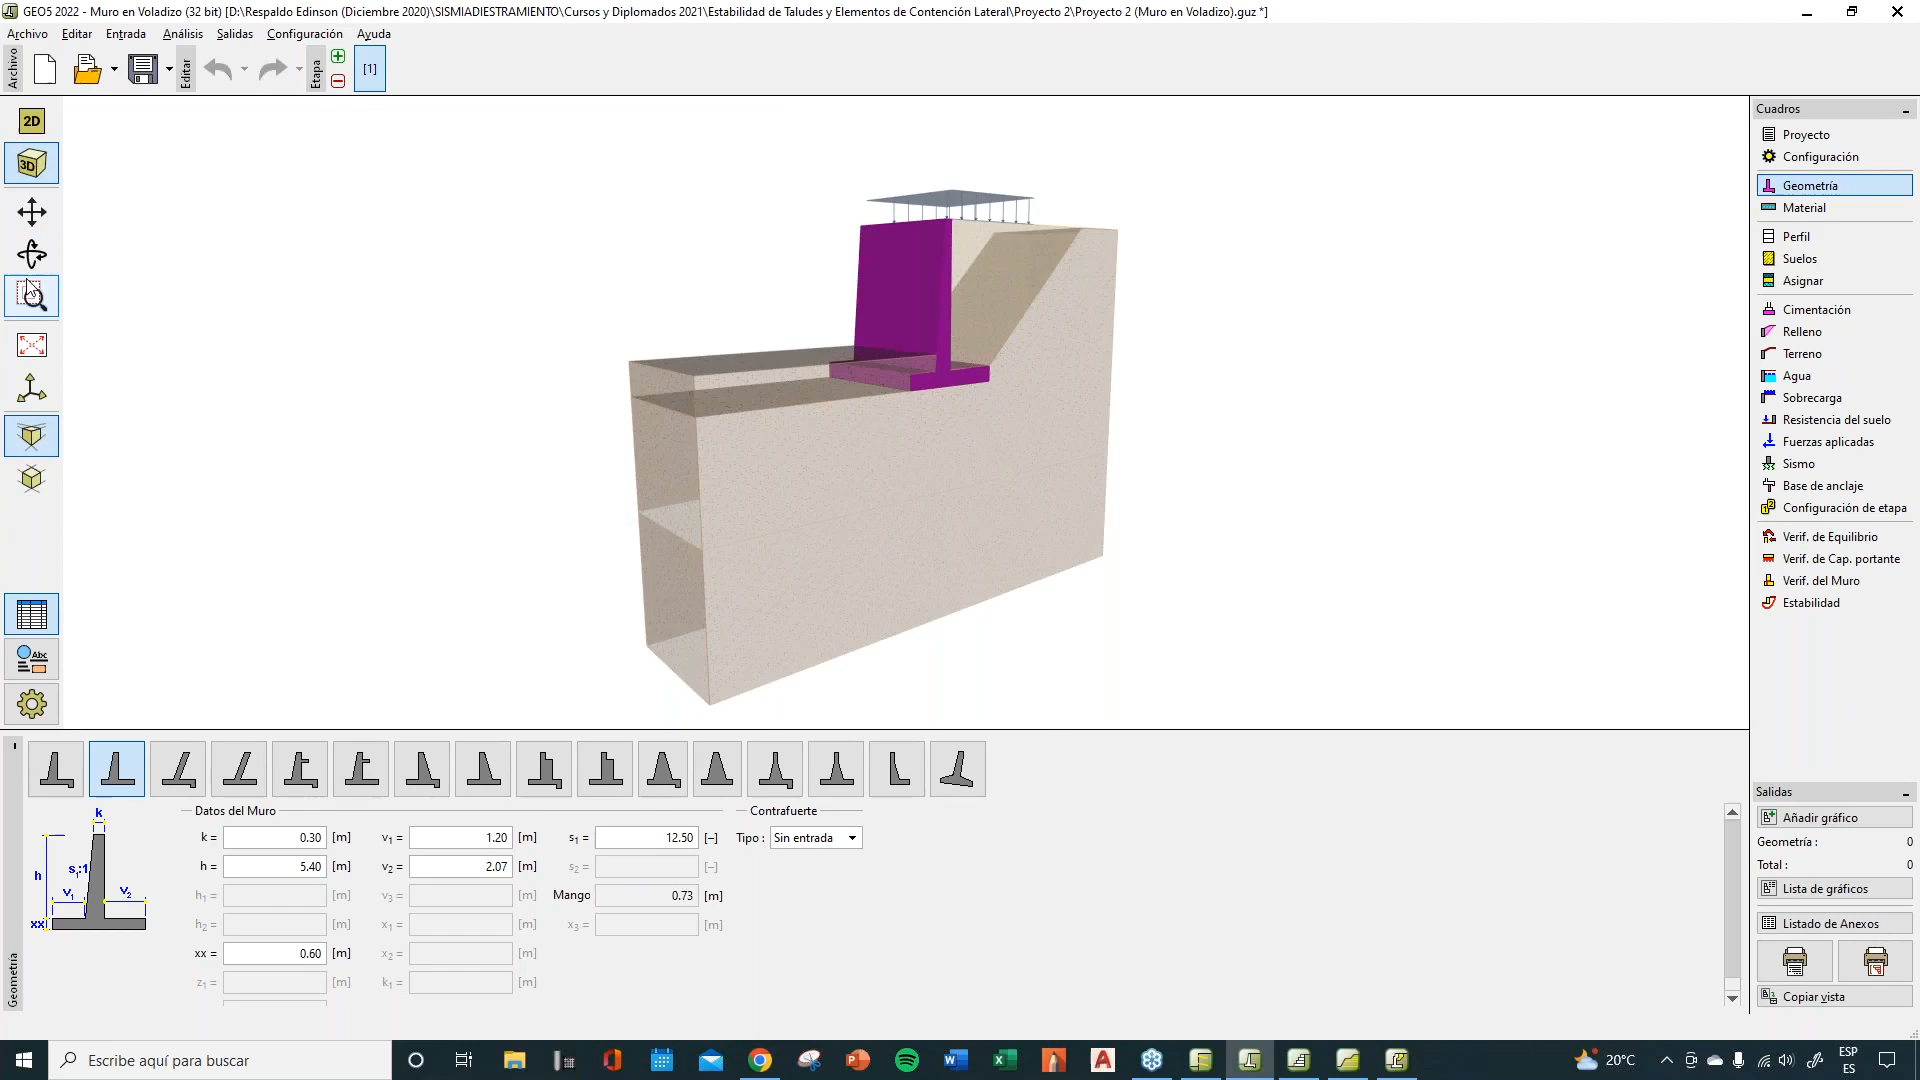 GEO5 2022 - Muro en Voladizo (32 bit) [D:\Respaldo Edinson (Diciembre 2020)\SISMIADIESTRAMIENTO\Cursos y Diplomados 2021\Estabilidad de Taludes y Elementos de Contención Lateral\Proyecto 2\Proyecto 2 (Muro en Voladizo).guz *]
Archivo Editar Entrada Análisis Salidas Configuración Ayuda
Archivo Editar Etapa [1]
2D
3D
Abc
Cuadros
Proyecto
Configuración
Geometría
Material
Perfil
Suelos
Asignar
Cimentación
Relleno
Terreno
Agua
Sobrecarga
Resistencia del suelo
Fuerzas aplicadas
Sismo
Base de anclaje
Configuración de etapa
Verif. de Equilibrio
Verif. de Cap. portante
Verif. del Muro
Estabilidad
Salidas
Añadir gráfico
Geometría : 0
Total : 0
Lista de gráficos
Listado de Anexos
Copiar vista
Geometría
k
h
s₁:1
v₁
v₂
xx
Datos del Muro
k = 0.30 [m] v₁ = 1.20 [m] s₁ = 12.50 [–]
h = 5.40 [m] v₂ = 2.07 [m] s₂ = [–]
h₁ = [m] v₃ = [m] Mango 0.73 [m]
h₂ = [m] x₁ = [m] x₃ = [m]
xx = 0.60 [m] x₂ = [m]
z₁ = [m] k₁ = [m]
Contrafuerte
Tipo : Sin entrada
Escribe aquí para buscar
20°C
ESP
ES